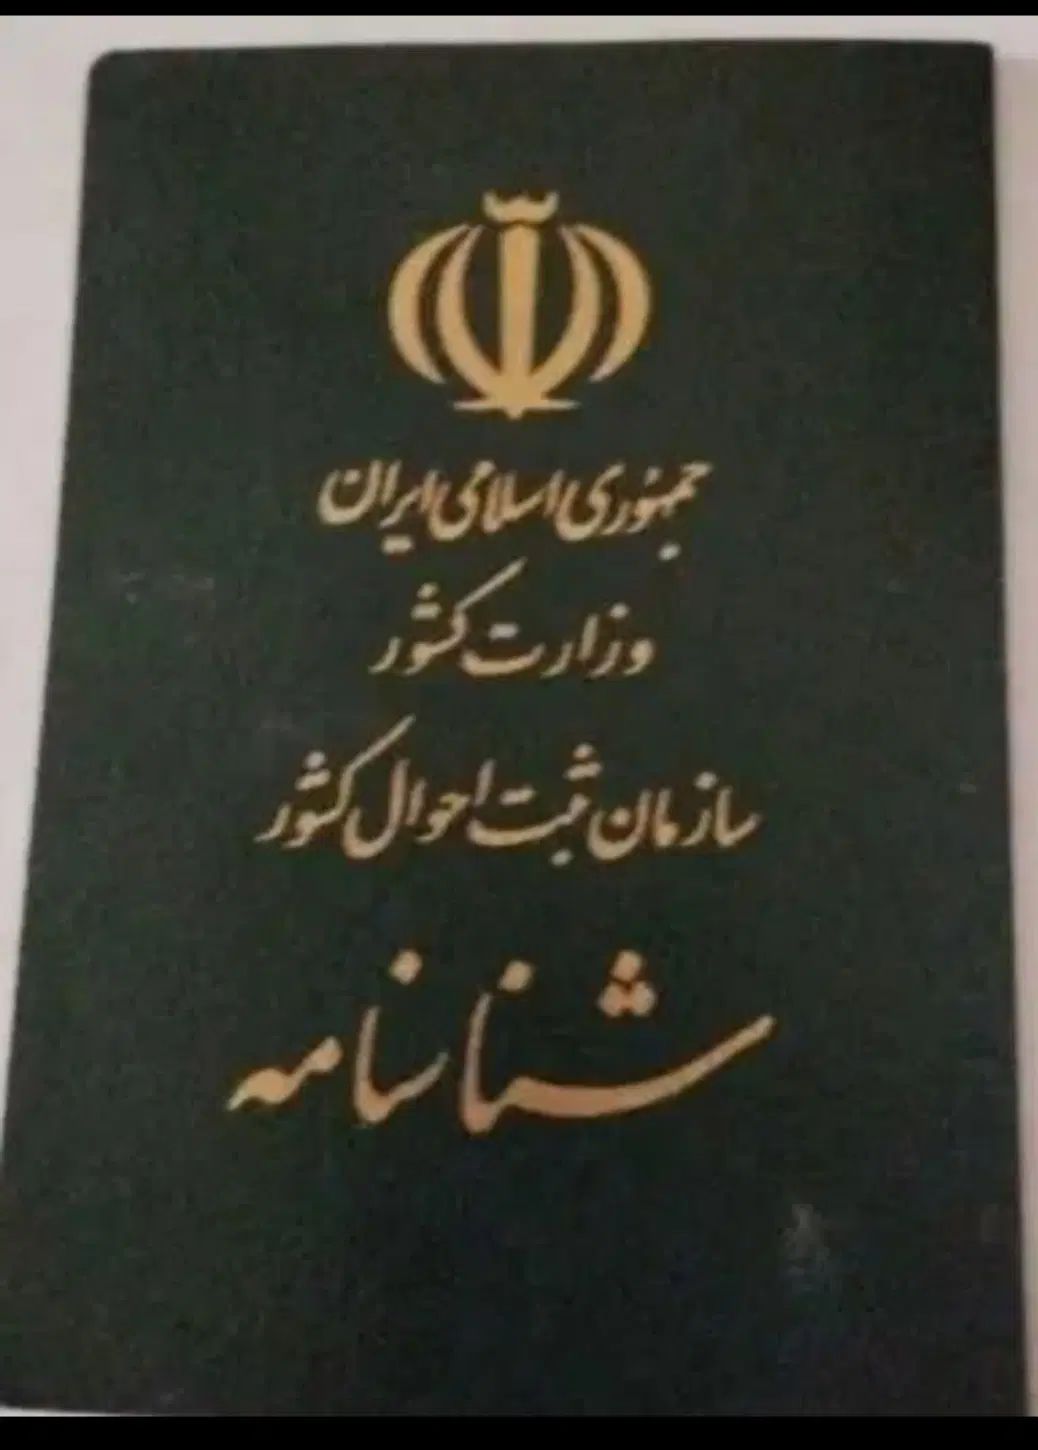 جمهوری اسلامی ایران
وزارت کشور
سازمان ثبت احوال کشور
شناسنامه